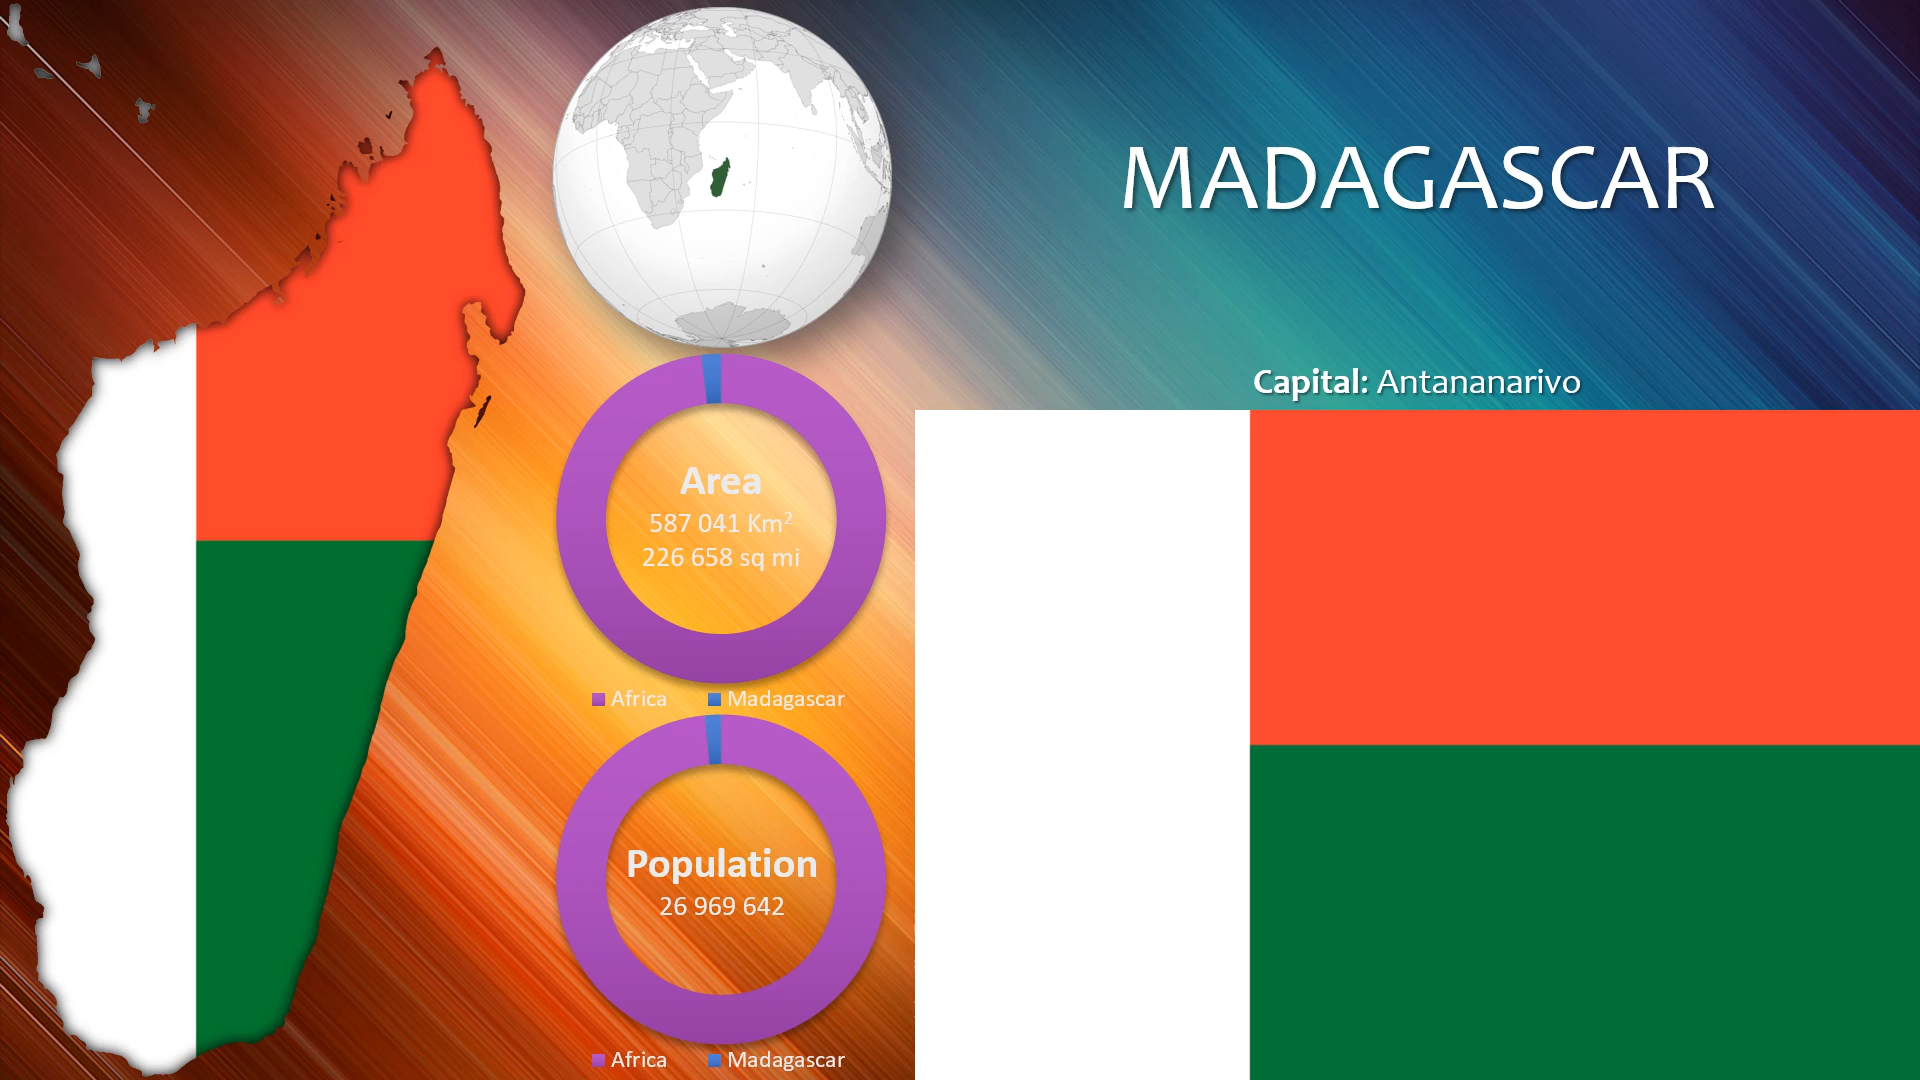 MADAGASCAR
Capital: Antananarivo
Area
587 041 Km²
226 658 sq mi
Africa Madagascar
Population
26 969 642
Africa Madagascar